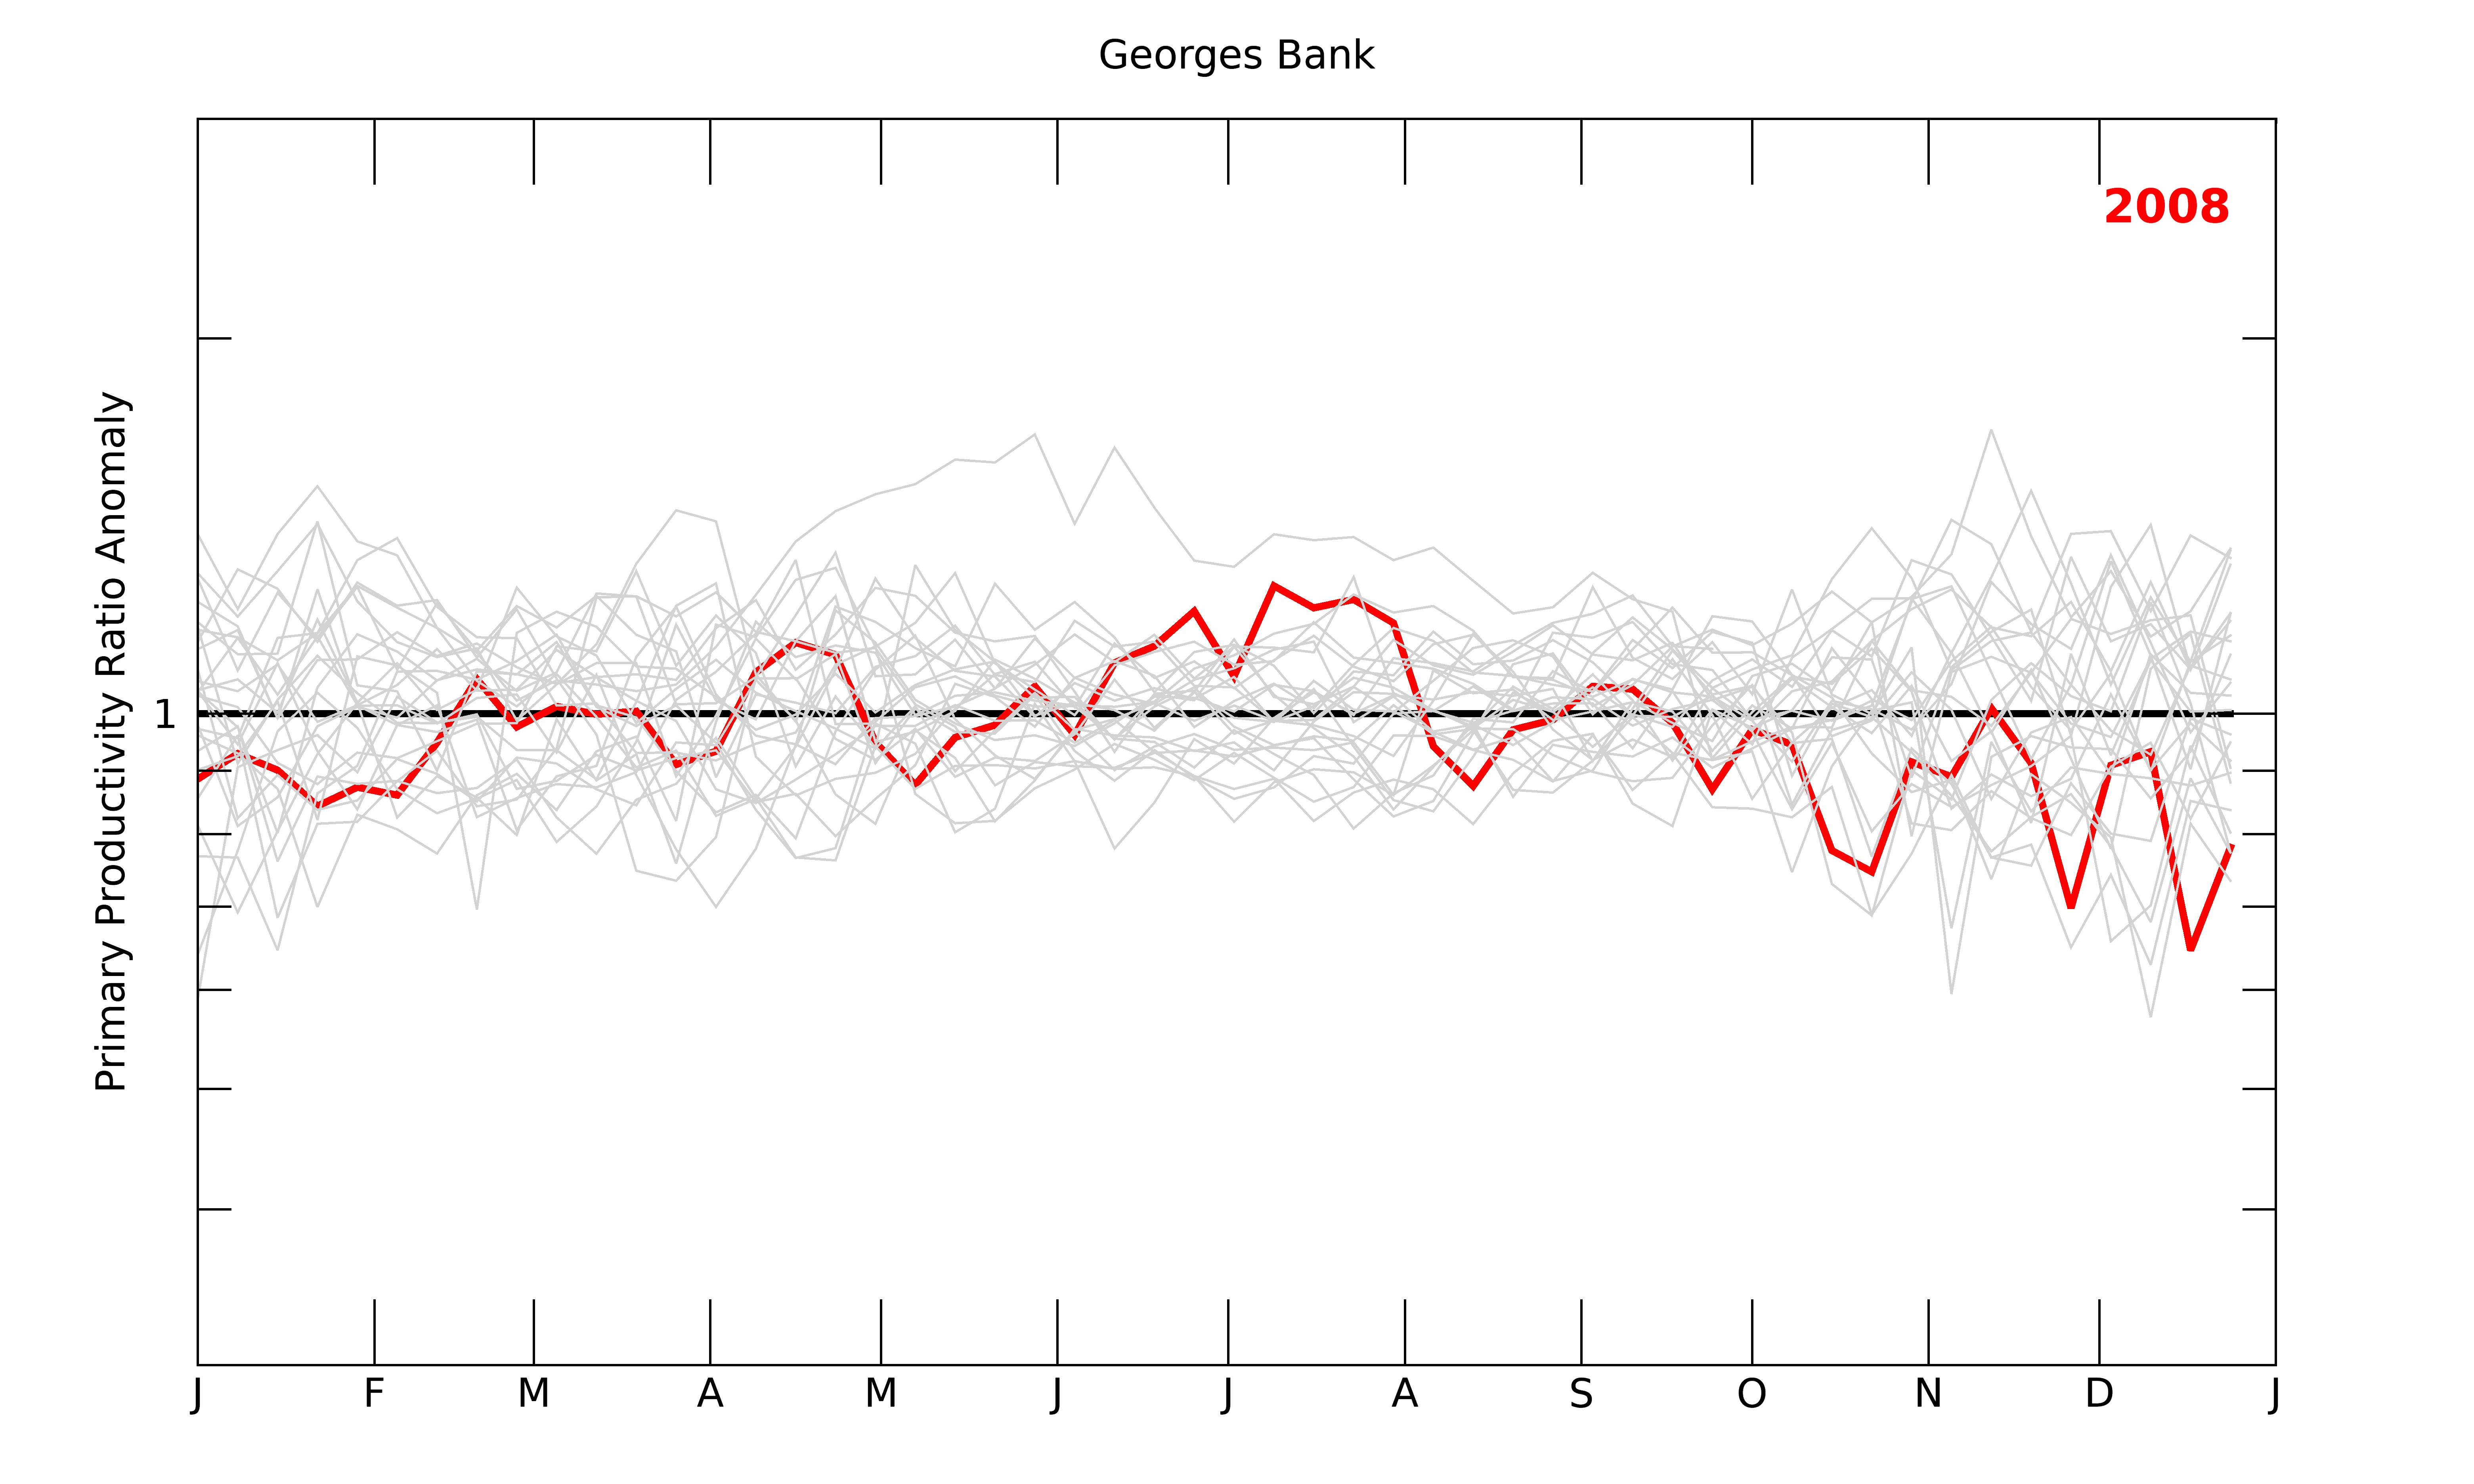 Georges Bank
2008
Primary Productivity Ratio Anomaly
1
J F M A M J J A S O N D J